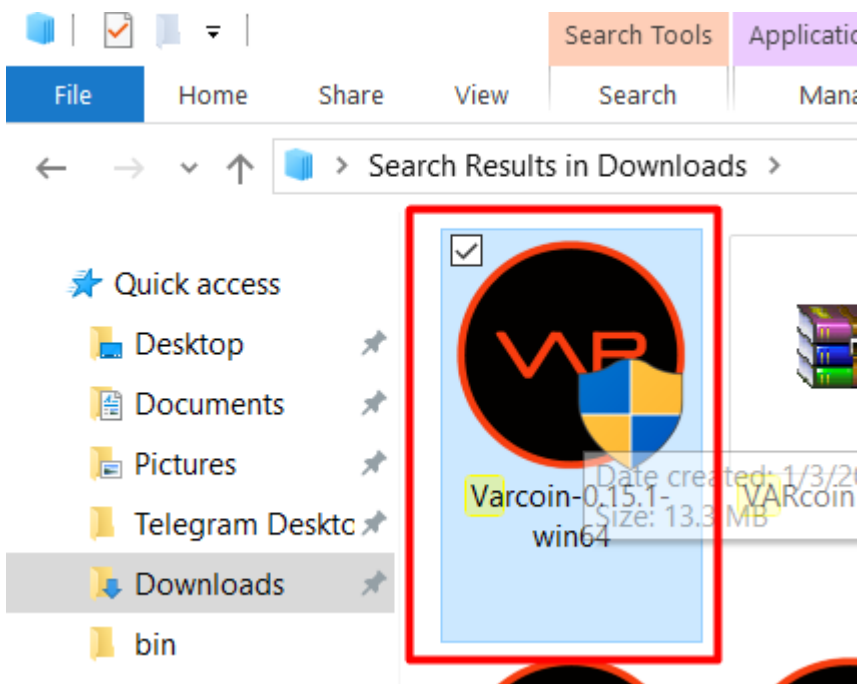 Search Tools
Applicatio
File
Home
Share
View
Search
Mana
Search Results in Downloads
Quick access
Desktop
Documents
Pictures
Telegram Deskto
Downloads
bin
VAR
Varcoin-0.15.1-
win64
Date created: 1/3/20
Size: 13.3 MB
VARcoin